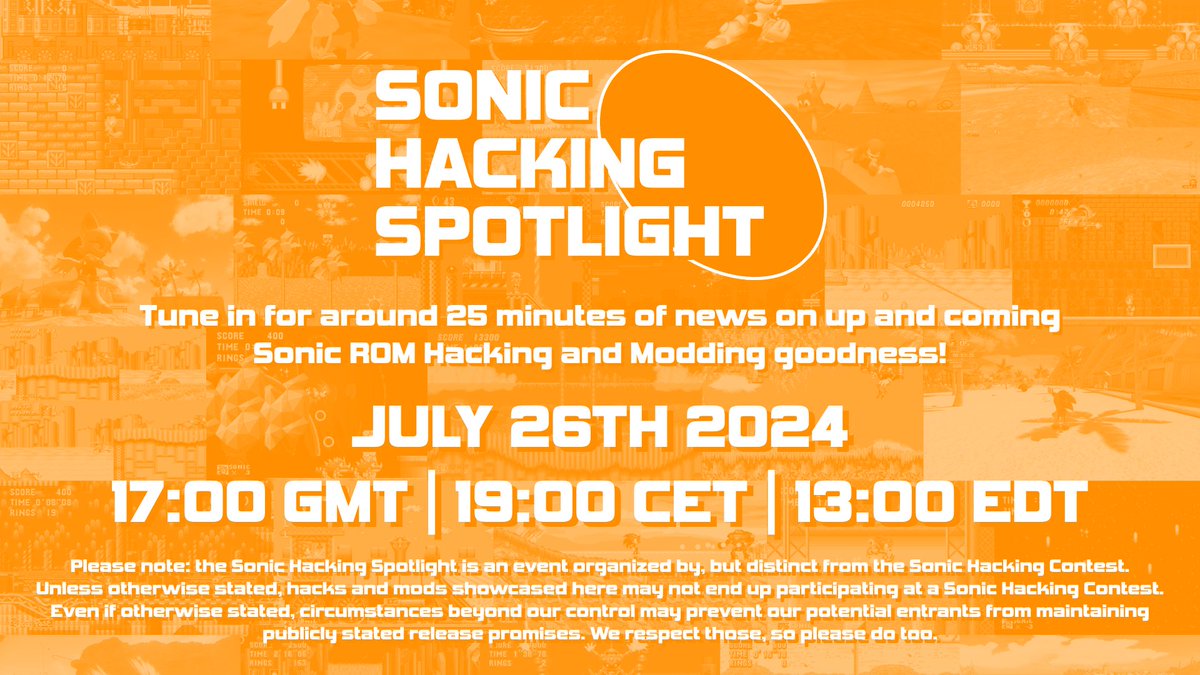 SONIC
HACKING
SPOTLIGHT
Tune in for around 25 minutes of news on up and coming
Sonic ROM Hacking and Modding goodness!
JULY 26TH 2024
17:00 GMT | 19:00 CET | 13:00 EDT
Please note: the Sonic Hacking Spotlight is an event organized by, but distinct from the Sonic Hacking Contest.
Unless otherwise stated, hacks and mods showcased here may not end up participating at a Sonic Hacking Contest.
Even if otherwise stated, circumstances beyond our control may prevent our potential entrants from maintaining
publicly stated release promises. We respect those, so please do too.